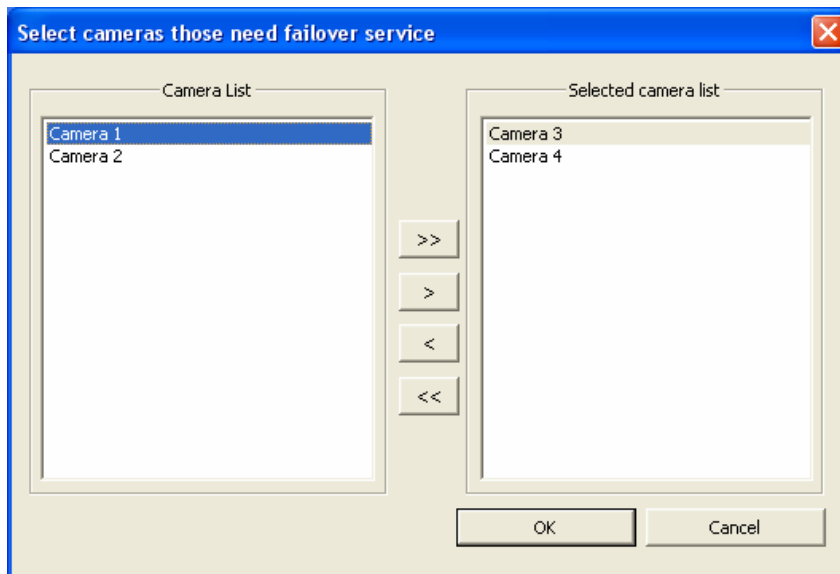 Select cameras those need failover service
Camera List
Camera 1
Camera 2
>>
>
<
<<
Selected camera list
Camera 3
Camera 4
OK
Cancel